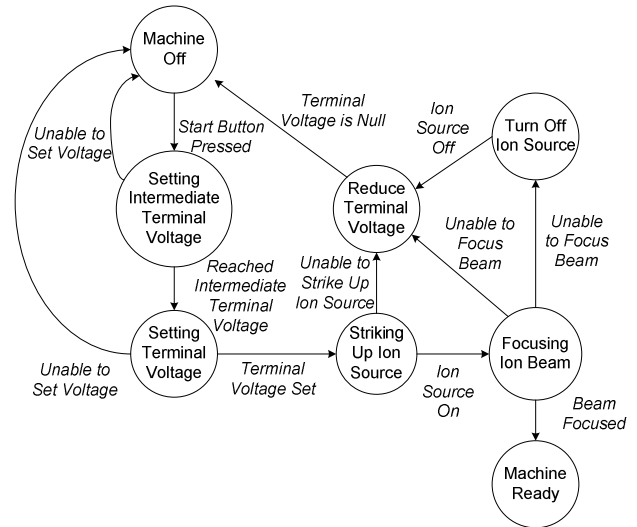 Machine
Off
Start Button
Pressed
Unable to
Set Voltage
Setting
Intermediate
Terminal
Voltage
Reached
Intermediate
Terminal
Voltage
Setting
Terminal
Voltage
Unable to
Set Voltage
Terminal
Voltage Set
Terminal
Voltage is Null
Reduce
Terminal
Voltage
Unable to
Strike Up
Ion Source
Striking
Up Ion
Source
Ion
Source
On
Ion
Source
Off
Turn Off
Ion Source
Unable to
Focus
Beam
Unable
to Focus
Beam
Focusing
Ion Beam
Beam
Focused
Machine
Ready